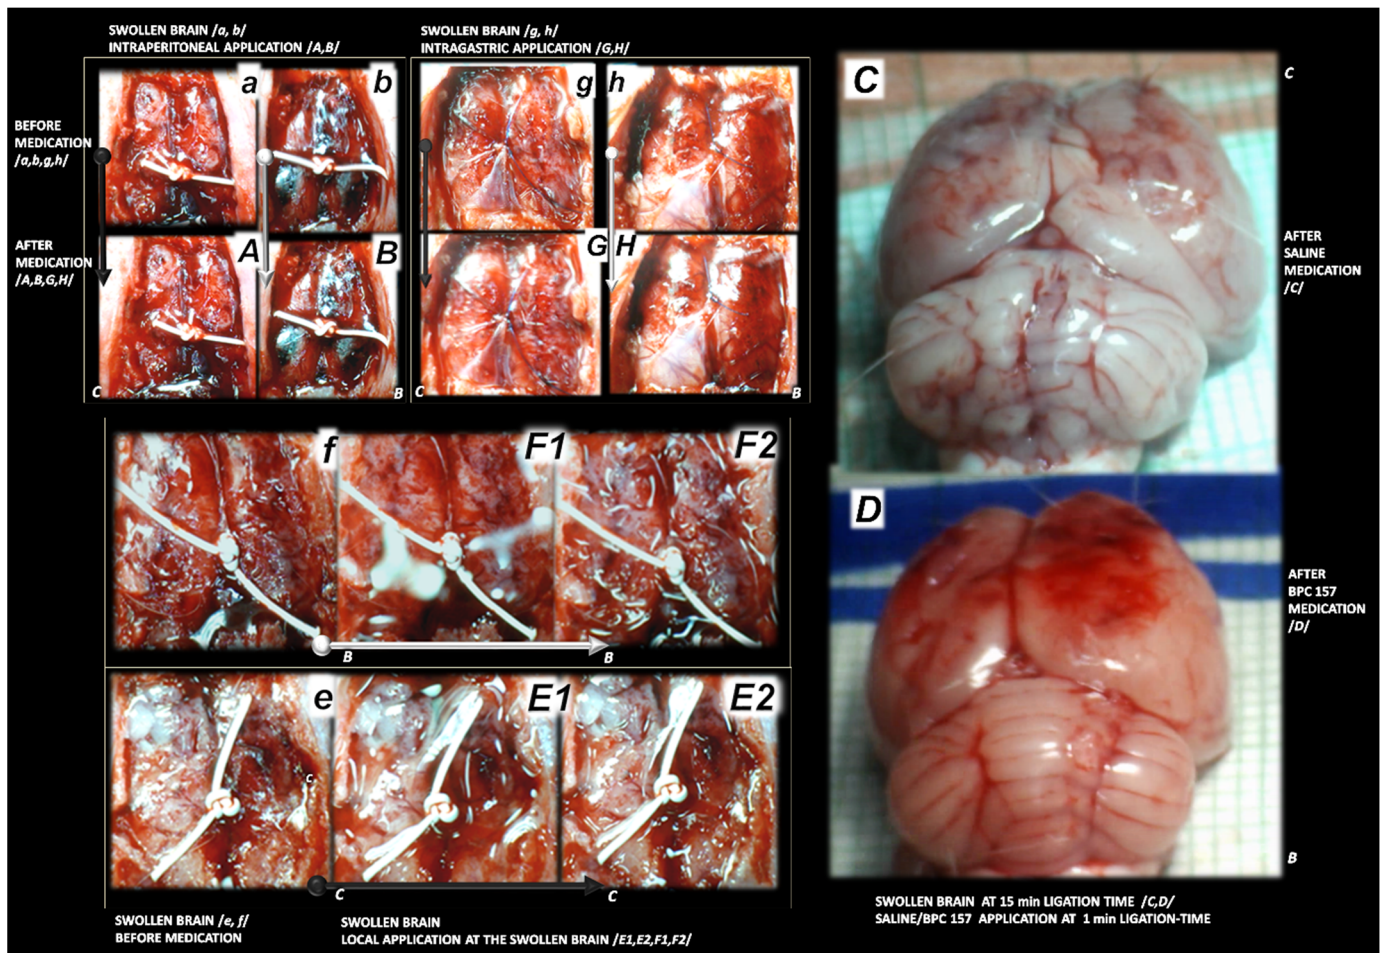 SWOLLEN BRAIN /a, b/
INTRAPERITONEAL APPLICATION /A,B/
SWOLLEN BRAIN /g, h/
INTRAGASTRIC APPLICATION /G,H/
a
b
g
h
BEFORE
MEDICATION
/a,b,g,h/
AFTER
MEDICATION
/A,B,G,H/
A
B
G
H
C
B
C
B
f
F1
F2
B
B
e
E1
E2
c
C
C
SWOLLEN BRAIN /e, f/
BEFORE MEDICATION
SWOLLEN BRAIN
LOCAL APPLICATION AT THE SWOLLEN BRAIN /E1,E2,F1,F2/
C
C
AFTER
SALINE
MEDICATION
/C/
D
AFTER
BPC 157
MEDICATION
/D/
B
SWOLLEN BRAIN AT 15 min LIGATION TIME /C,D/
SALINE/BPC 157 APPLICATION AT 1 min LIGATION-TIME